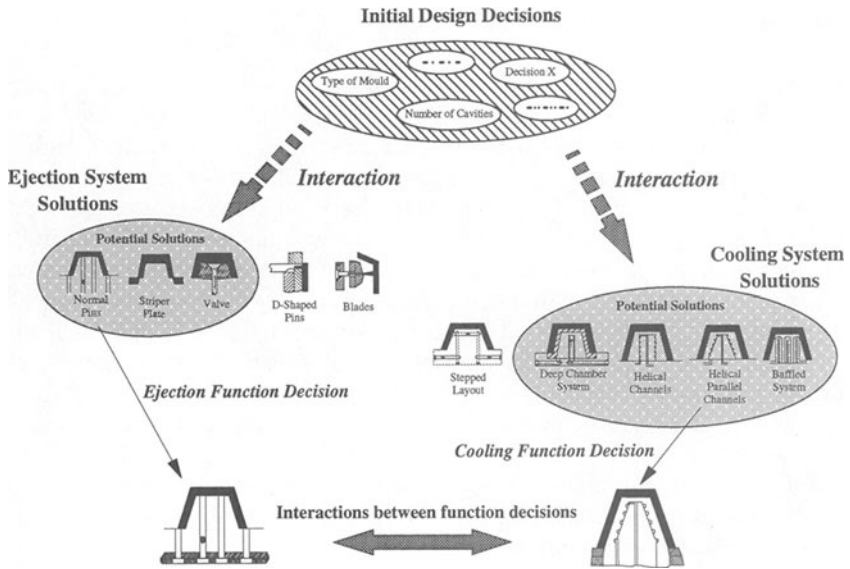 Initial Design Decisions
Type of Mould
Decision X
Number of Cavities
Interaction
Interaction
Ejection System
Solutions
Potential Solutions
Normal
Pins
Striper
Plate
Valve
D-Shaped
Pins
Blades
Cooling System
Solutions
Potential Solutions
Stepped
Layout
Deep Chamber
System
Helical
Channels
Helical
Parallel
Channels
Baffled
System
Ejection Function Decision
Cooling Function Decision
Interactions between function decisions